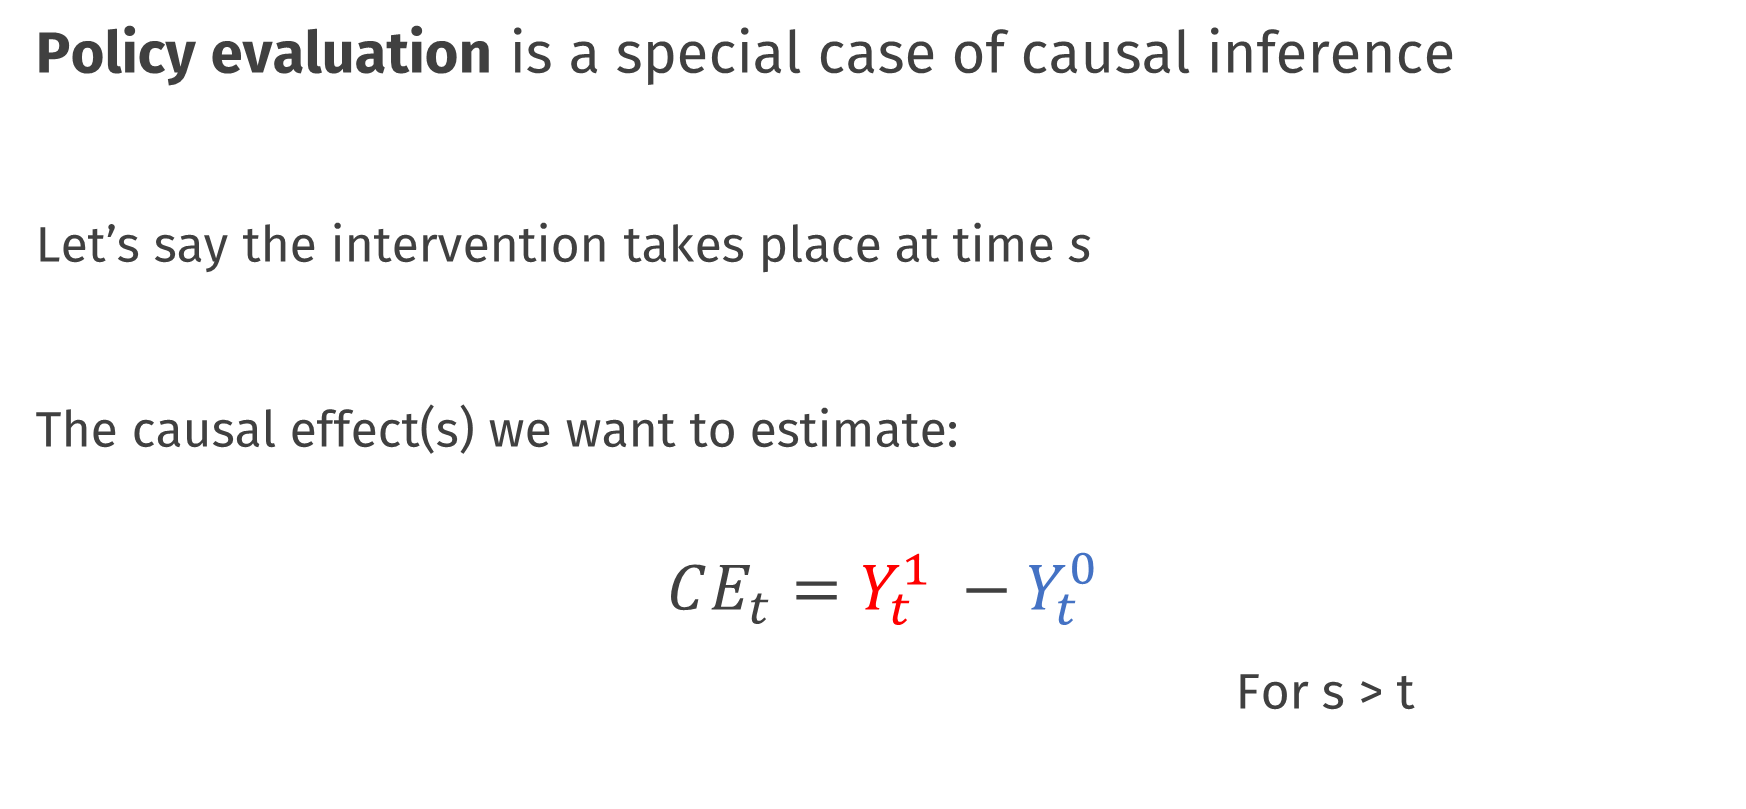 Policy evaluation is a special case of causal inference
Let’s say the intervention takes place at time s
The causal effect(s) we want to estimate:
$CE_t = Y_t^1 - Y_t^0$
For s > t